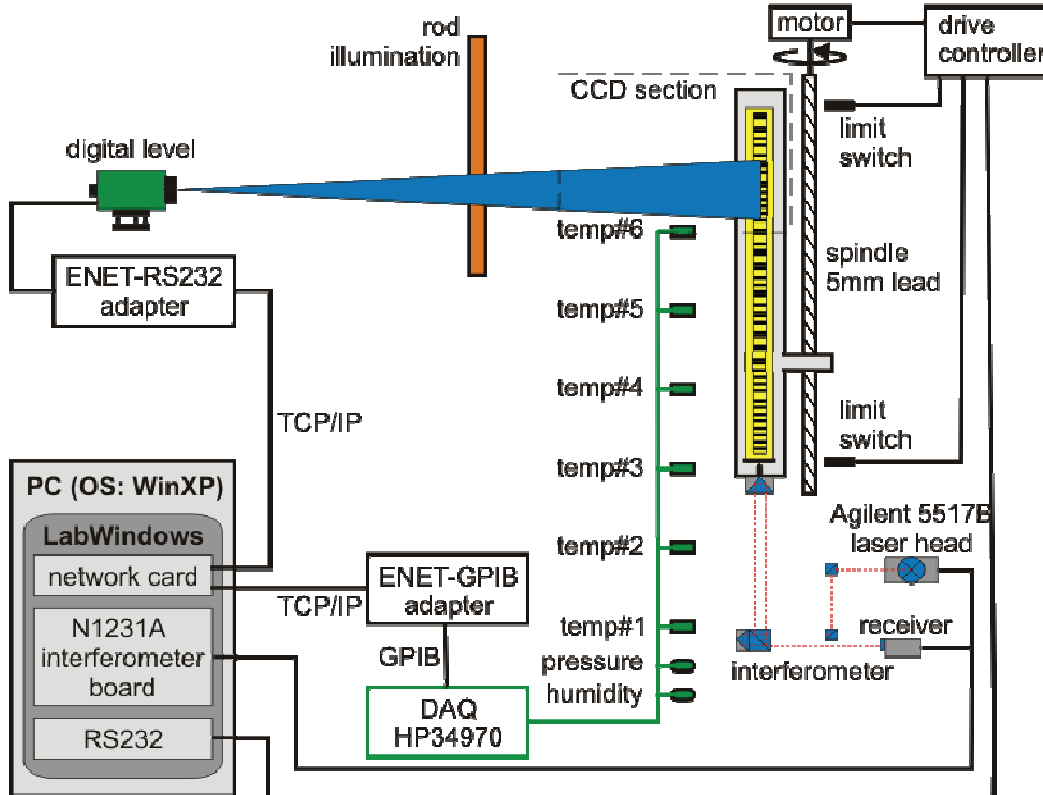 rod
illumination
motor
drive
controller
CCD section
limit
switch
digital level
temp#6
spindle
5mm lead
ENET-RS232
adapter
temp#5
temp#4
TCP/IP
limit
switch
temp#3
PC (OS: WinXP)
LabWindows
network card
N1231A
interferometer
board
RS232
TCP/IP
ENET-GPIB
adapter
GPIB
DAQ
HP34970
temp#2
temp#1
pressure
humidity
Agilent 5517B
laser head
receiver
interferometer